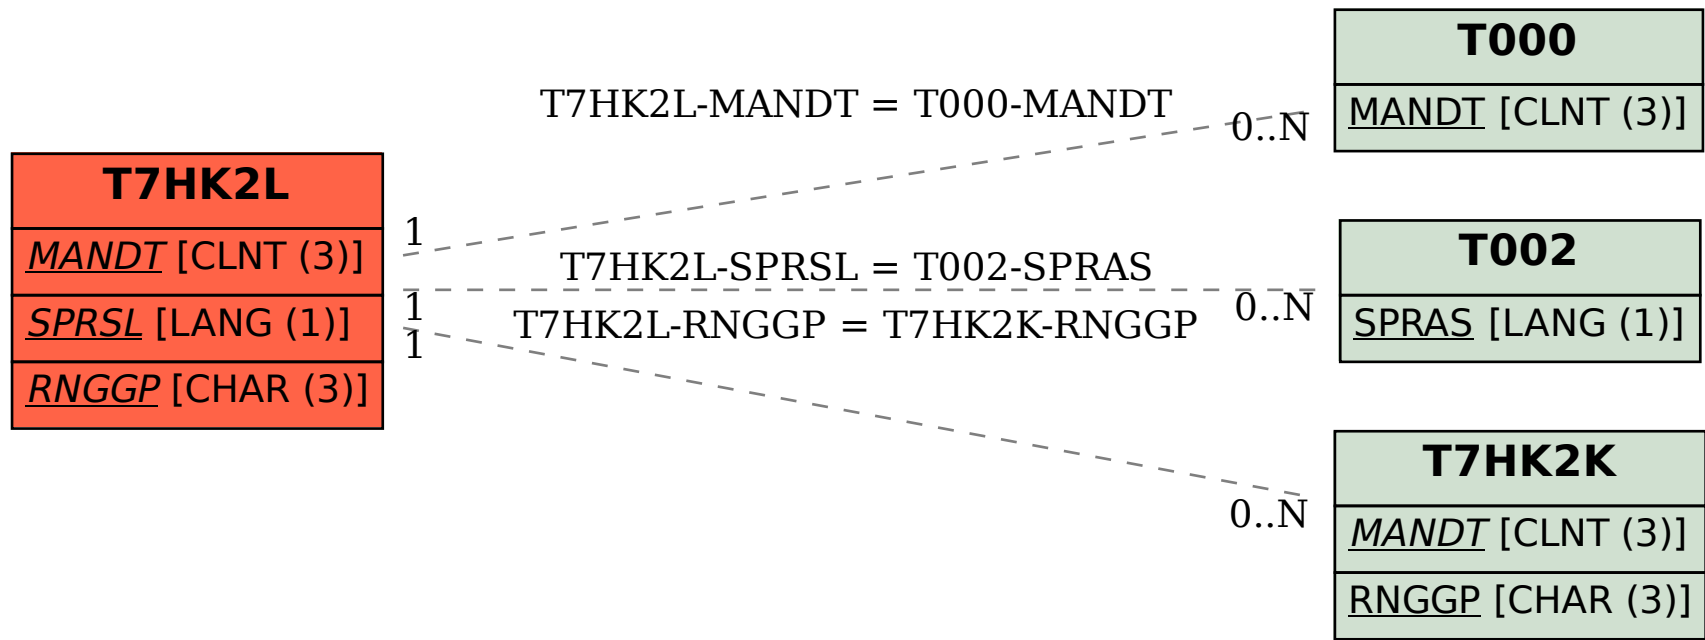 T7HK2L
MANDT [CLNT (3)]
SPRSL [LANG (1)]
RNGGP [CHAR (3)]
T7HK2L-MANDT = T000-MANDT
1
0..N
T7HK2L-SPRSL = T002-SPRAS
1
0..N
T7HK2L-RNGGP = T7HK2K-RNGGP
1
0..N
T000
MANDT [CLNT (3)]
T002
SPRAS [LANG (1)]
T7HK2K
MANDT [CLNT (3)]
RNGGP [CHAR (3)]